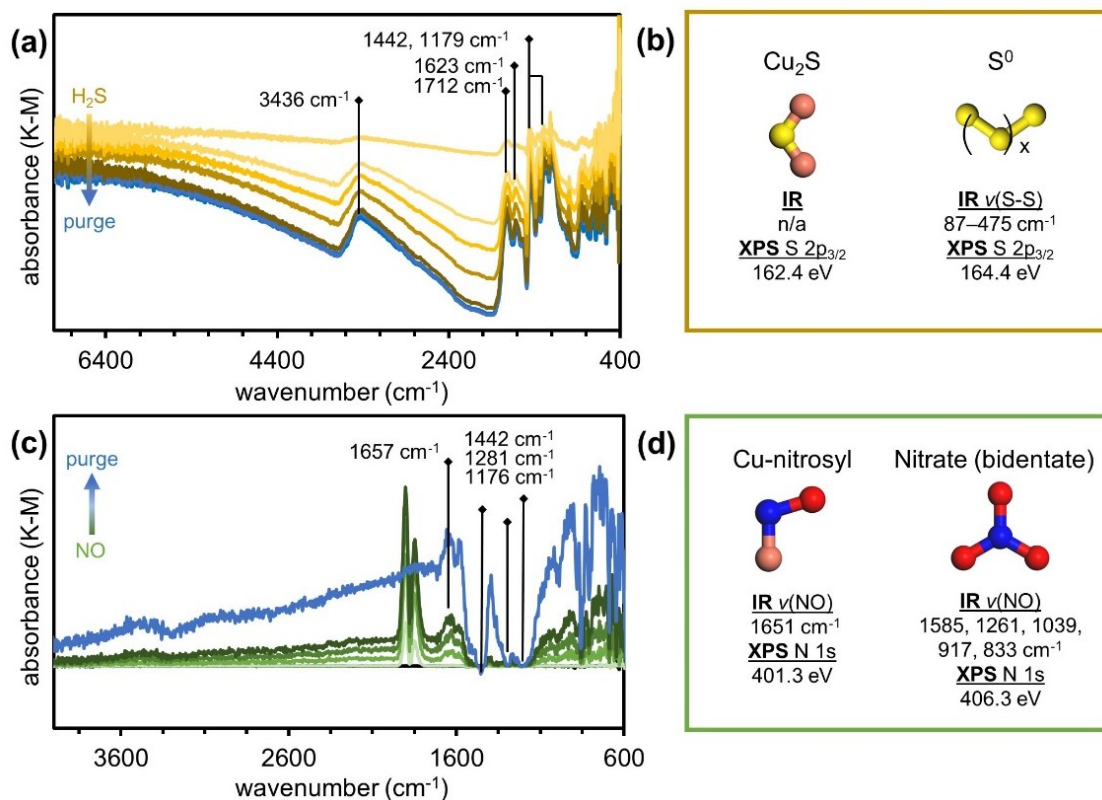 (a)
absorbance (K-M)
H₂S
purge
3436 cm⁻¹
1442, 1179 cm⁻¹
1623 cm⁻¹
1712 cm⁻¹
6400
4400
2400
400
wavenumber (cm⁻¹)
(b)
Cu₂S
S⁰
x
IR
n/a
XPS S 2p₃/₂
162.4 eV
IR v(S-S)
87–475 cm⁻¹
XPS S 2p₃/₂
164.4 eV
(c)
absorbance (K-M)
purge
NO
1657 cm⁻¹
1442 cm⁻¹
1281 cm⁻¹
1176 cm⁻¹
3600
2600
1600
600
wavenumber (cm⁻¹)
(d)
Cu-nitrosyl
Nitrate (bidentate)
IR v(NO)
1651 cm⁻¹
XPS N 1s
401.3 eV
IR v(NO)
1585, 1261, 1039,
917, 833 cm⁻¹
XPS N 1s
406.3 eV